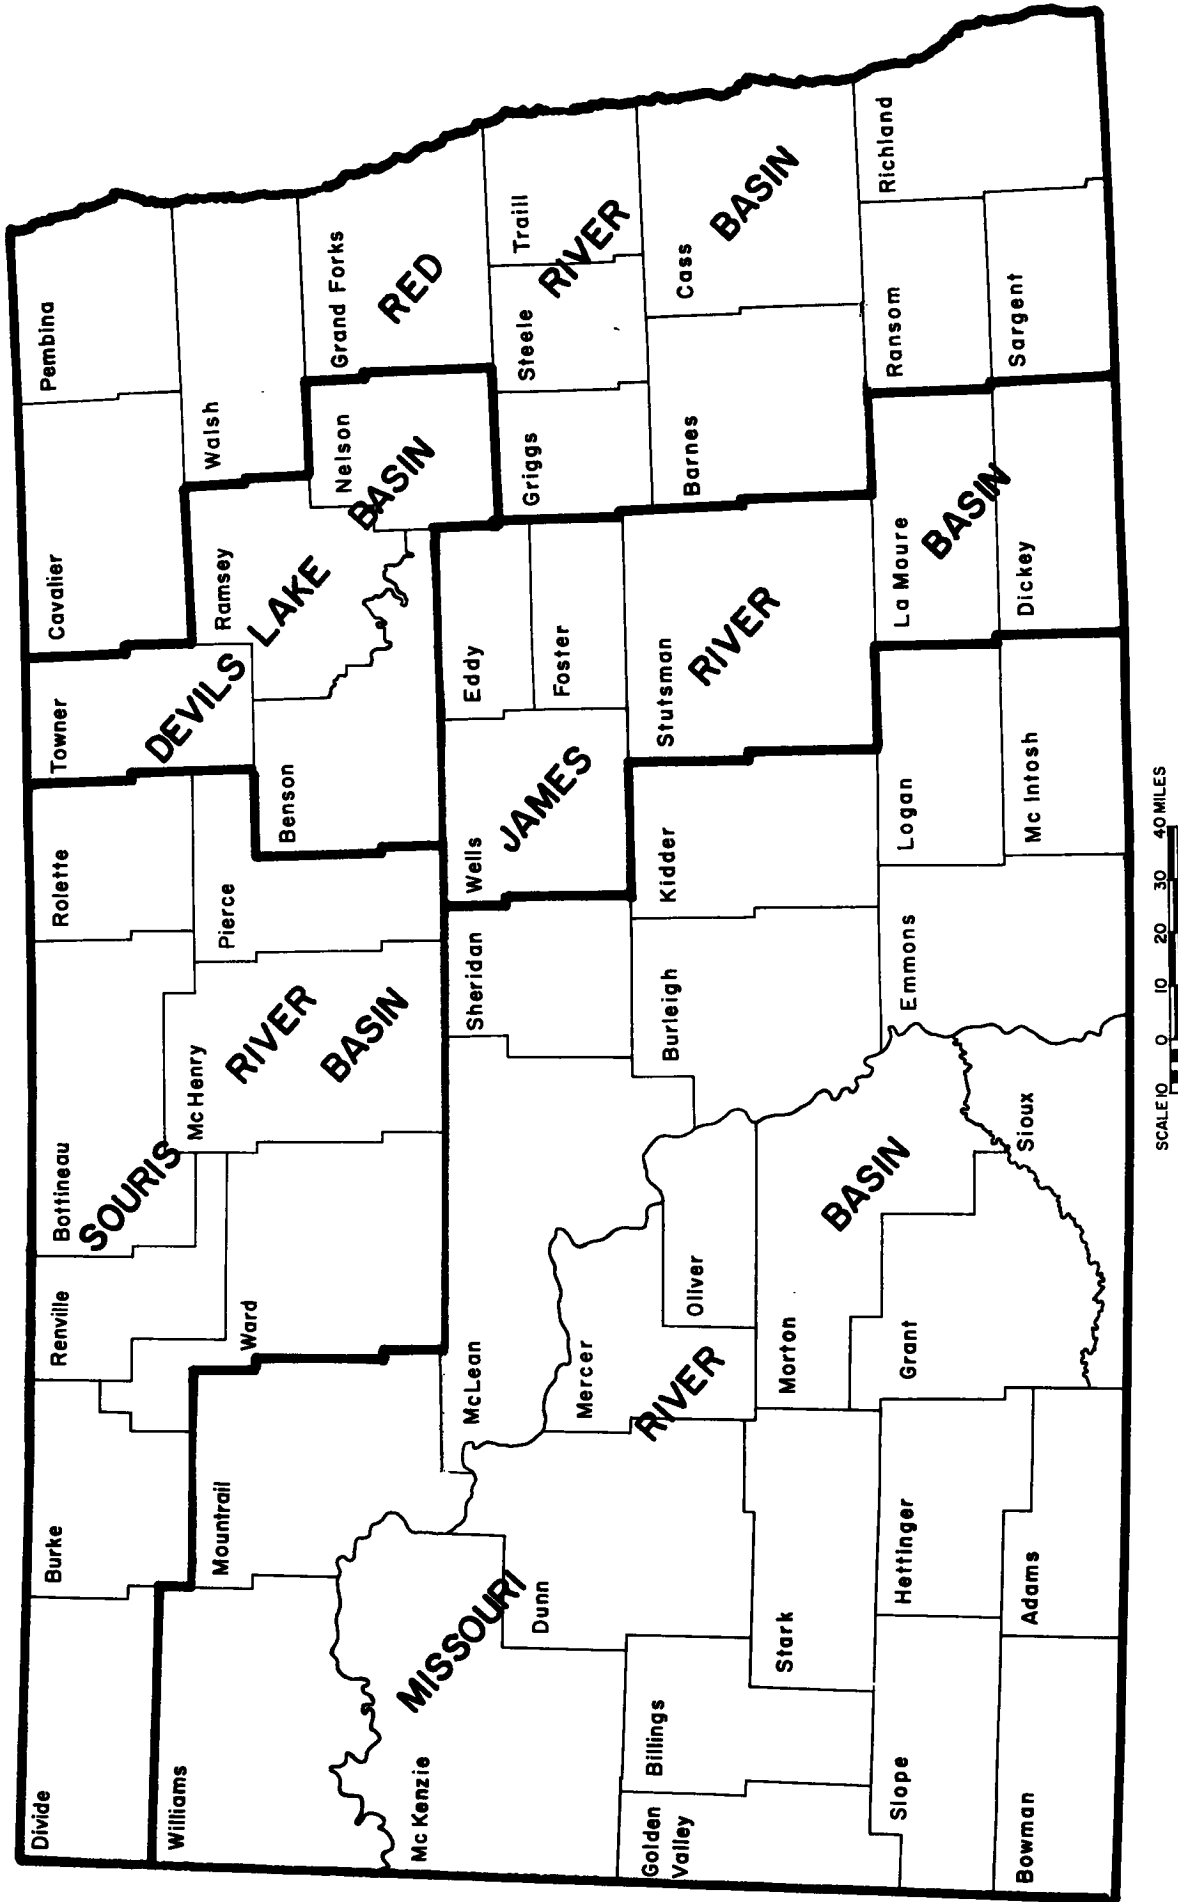 Divide
Burke
Renville
Bottineau
Rolette
Towner
Cavalier
Pembina
Williams
Mountrail
Ward
McHenry
Pierce
Benson
Ramsey
Walsh
Nelson
Grand Forks
Mc Kenzie
McLean
Sheridan
Wells
Eddy
Foster
Griggs
Steele
Traill
Dunn
Mercer
Oliver
Burleigh
Kidder
Stutsman
Barnes
Cass
Golden
Valley
Billings
Stark
Morton
Emmons
Logan
La Moure
Ransom
Richland
Slope
Hettinger
Grant
Sioux
Mc Intosh
Dickey
Sargent
Bowman
Adams
SOURIS
RIVER
BASIN
DEVILS
LAKE
BASIN
RED
RIVER
BASIN
JAMES
RIVER
BASIN
MISSOURI
RIVER
BASIN
SCALE 10 0 10 20 30 40 MILES